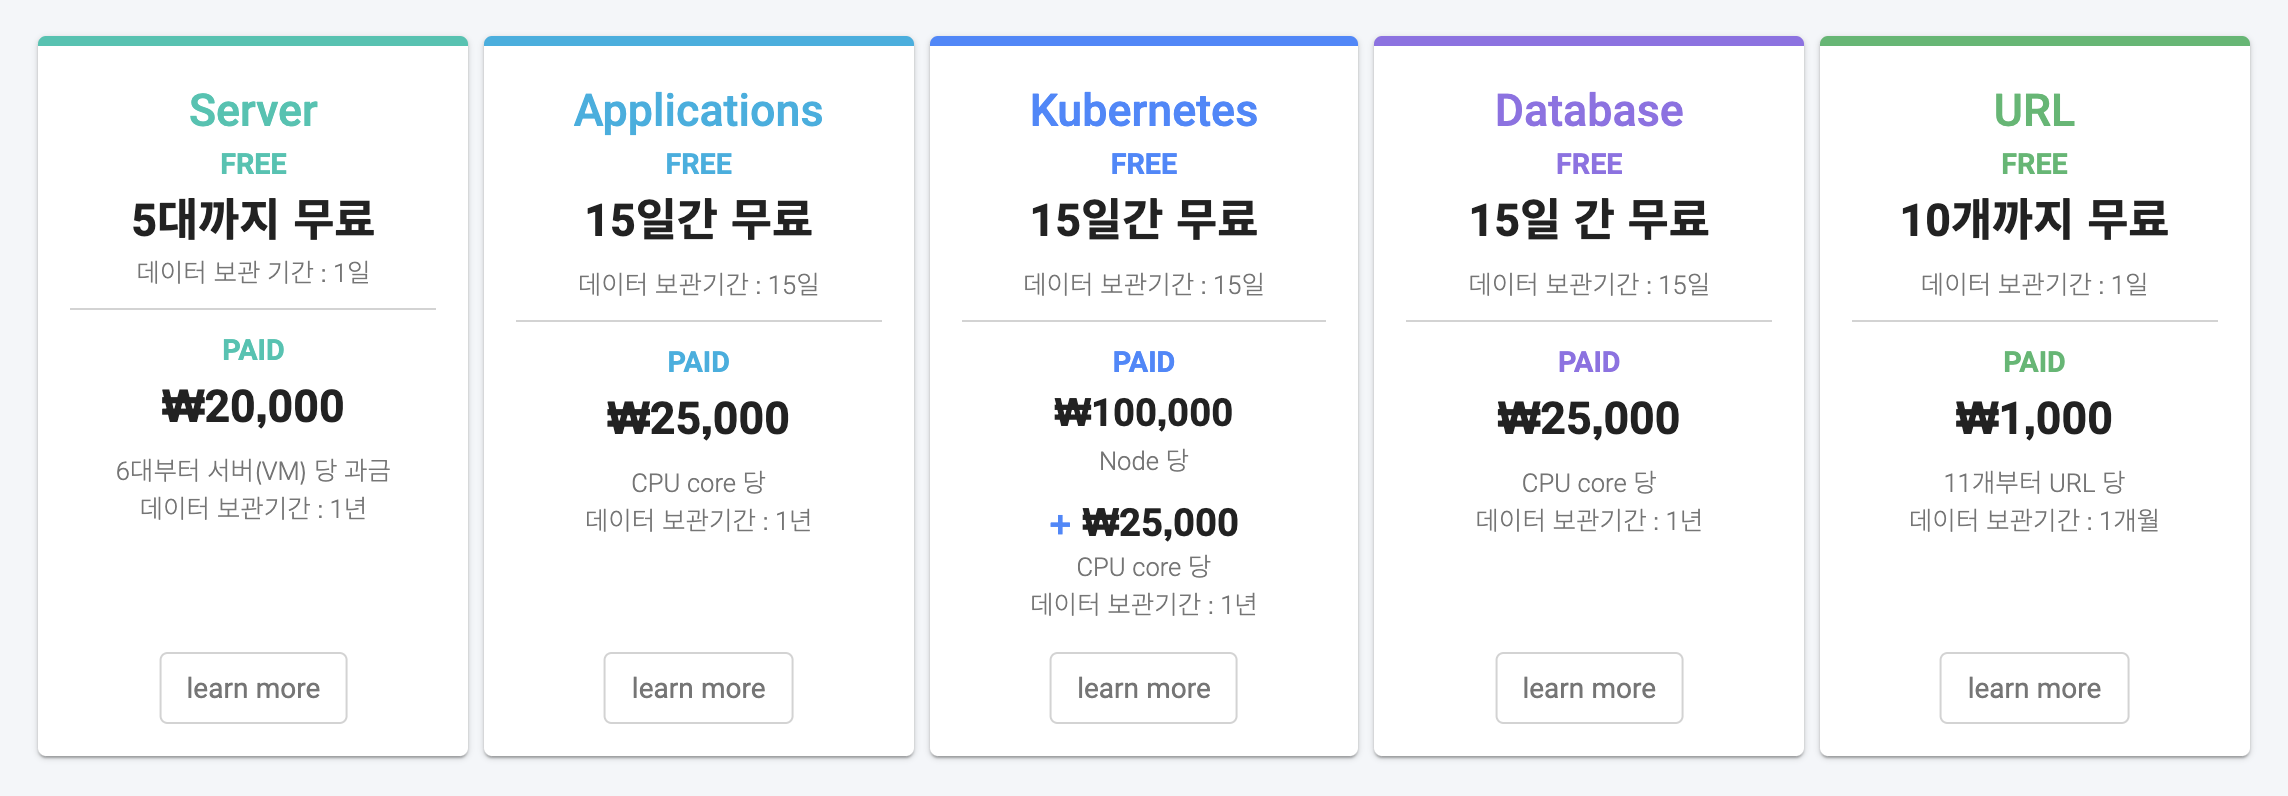 Server
FREE
5대까지 무료
데이터 보관 기간 : 1일
PAID
₩20,000
6대부터 서버(VM) 당 과금
데이터 보관기간 : 1년
learn more
Applications
FREE
15일간 무료
데이터 보관기간 : 15일
PAID
₩25,000
CPU core 당
데이터 보관기간 : 1년
learn more
Kubernetes
FREE
15일간 무료
데이터 보관기간 : 15일
PAID
₩100,000
Node 당
+ ₩25,000
CPU core 당
데이터 보관기간 : 1년
learn more
Database
FREE
15일 간 무료
데이터 보관기간 : 15일
PAID
₩25,000
CPU core 당
데이터 보관기간 : 1년
learn more
URL
FREE
10개까지 무료
데이터 보관기간 : 1일
PAID
₩1,000
11개부터 URL 당
데이터 보관기간 : 1개월
learn more